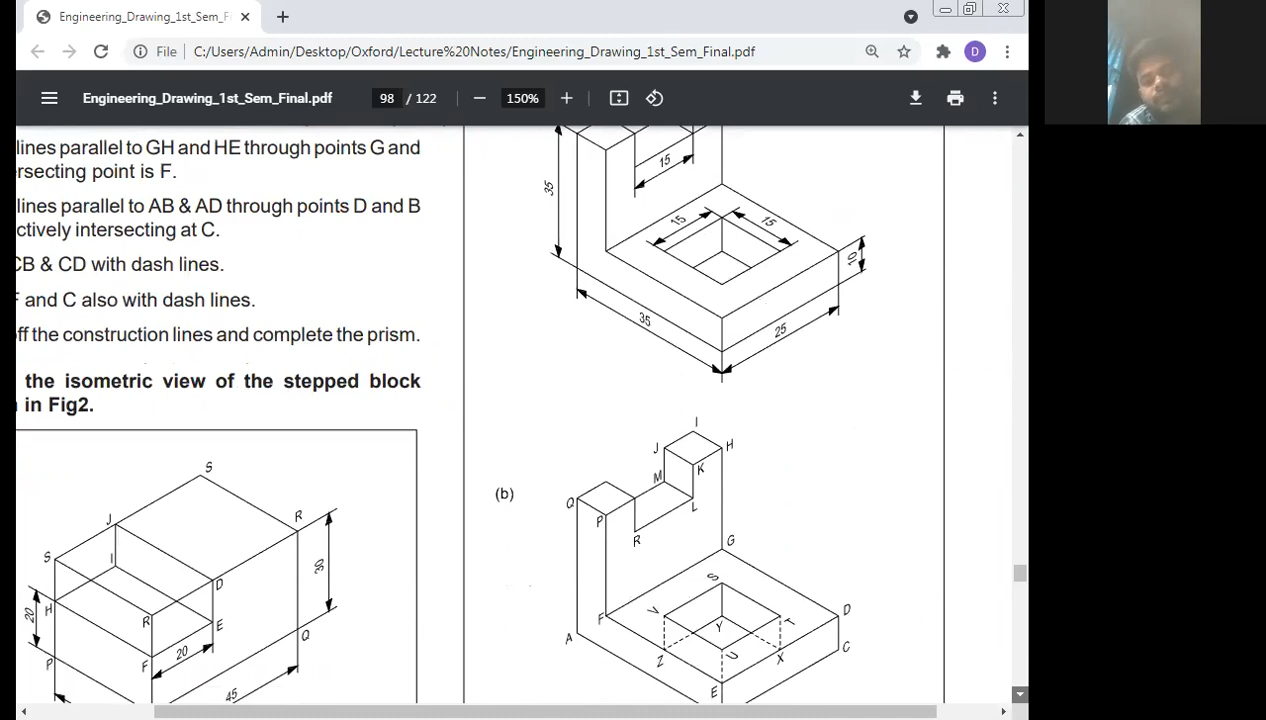 Engineering_Drawing_1st_Sem_Fi
File
C:/Users/Admin/Desktop/Oxford/Lecture%20Notes/Engineering_Drawing_1st_Sem_Final.pdf
D
Engineering_Drawing_1st_Sem_Final.pdf
98 / 122
150%
lines parallel to GH and HE through points G and
ersecting point is F.
lines parallel to AB & AD through points D and B
ctively intersecting at C.
CB & CD with dash lines.
F and C also with dash lines.
off the construction lines and complete the prism.
the isometric view of the stepped block
in Fig2.
S
J
R
S
I
D
30
H
20
R
E
Q
P
F
20
45
15
35
15
15
10
35
25
I
J
H
K
M
(b)
Q
P
L
R
G
S
V
F
T
D
Y
A
C
Z
U
X
E